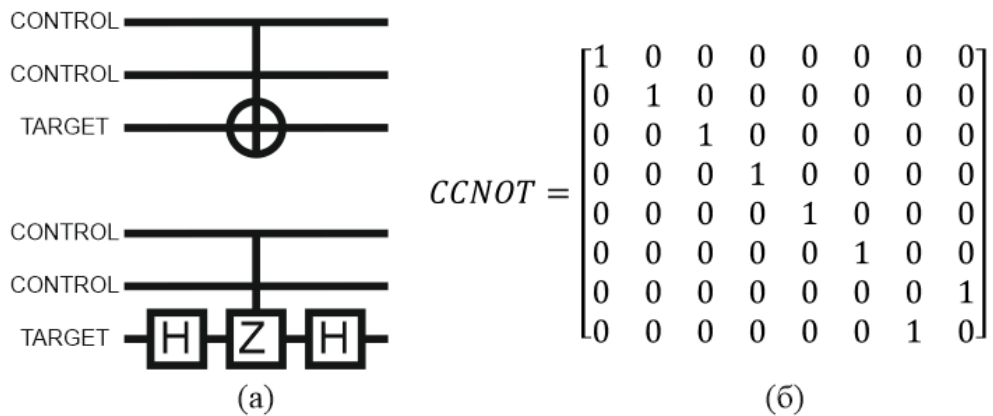 CONTROL
CONTROL
TARGET
CONTROL
CONTROL
TARGET
H Z H
(а)
CCNOT =
1 0 0 0 0 0 0 0
0 1 0 0 0 0 0 0
0 0 1 0 0 0 0 0
0 0 0 1 0 0 0 0
0 0 0 0 1 0 0 0
0 0 0 0 0 1 0 0
0 0 0 0 0 0 0 1
0 0 0 0 0 0 1 0
(б)